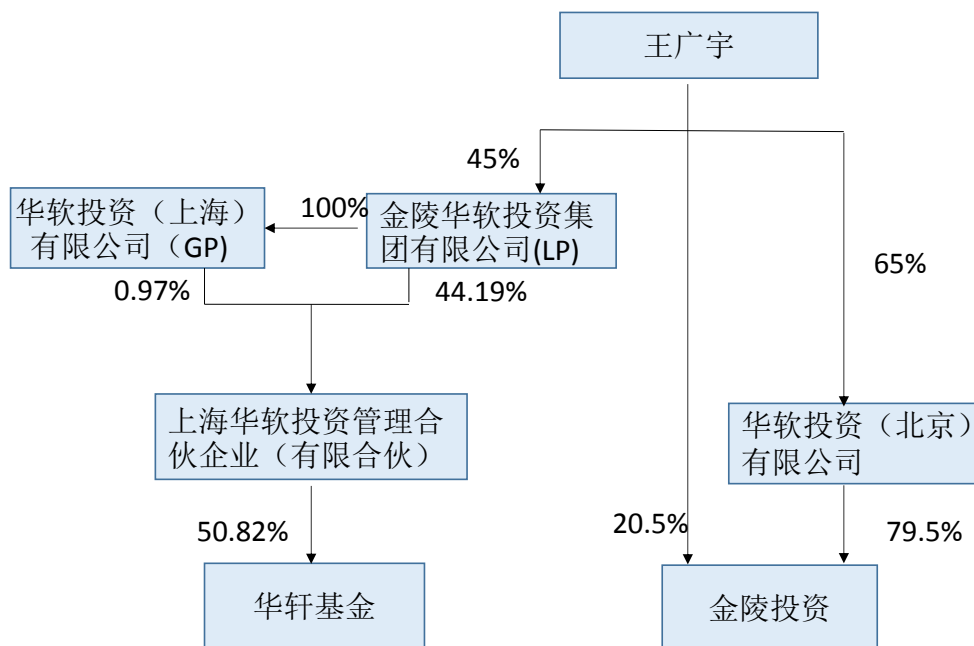 王广宇
45%
华软投资（上海）
有限公司（GP)
100%
金陵华软投资集
团有限公司(LP)
65%
0.97%
44.19%
上海华软投资管理合
伙企业（有限合伙）
华软投资（北京）
有限公司
50.82%
20.5%
79.5%
华轩基金
金陵投资